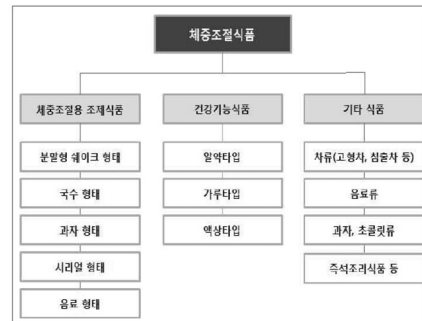 체중조절식품
체중조절용 조제식품
건강기능식품
기타 식품
분말형 쉐이크 형태
알약타입
차류(고형차, 침출차 등)
국수 형태
가루타입
음료류
과자 형태
액상타입
과자, 초콜릿류
시리얼 형태
즉석조리식품 등
음료 형태